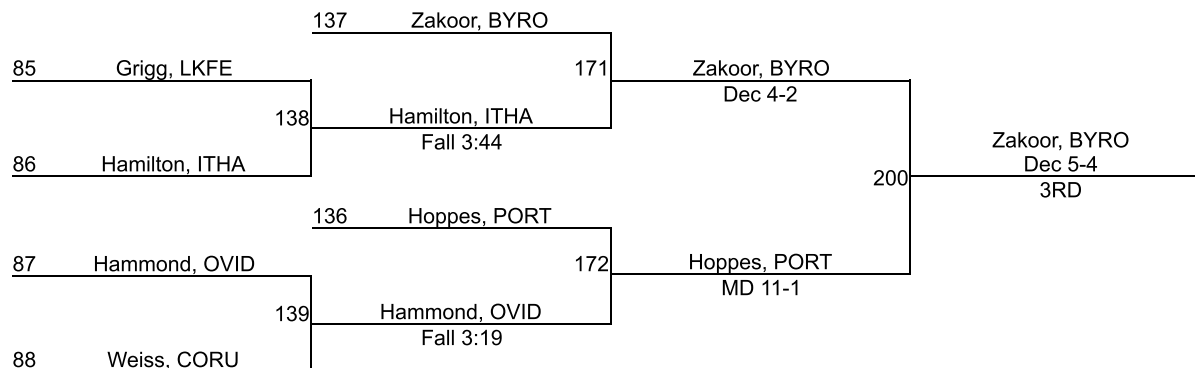 137 Zakoor, BYRO
85 Grigg, LKFE
171 Zakoor, BYRO
Dec 4-2
138 Hamilton, ITHA
Fall 3:44
Zakoor, BYRO
86 Hamilton, ITHA
Dec 5-4
200
3RD
136 Hoppes, PORT
87 Hammond, OVID
172 Hoppes, PORT
MD 11-1
139 Hammond, OVID
Fall 3:19
88 Weiss, CORU